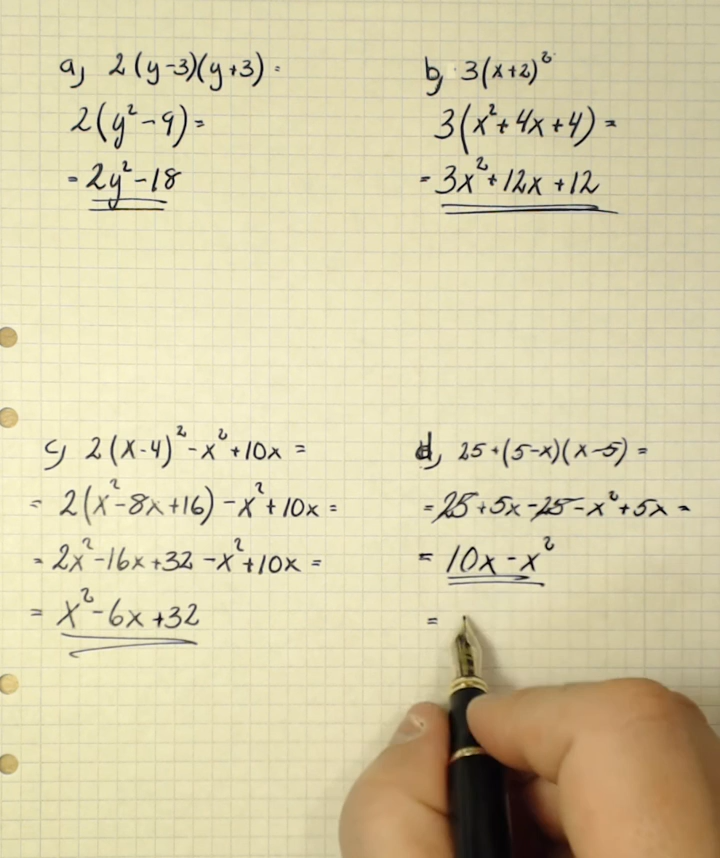 a) 2(y-3)(y+3) =
2(y²-9) =
= 2y²-18
b) 3(x+2)²
3(x²+4x+4) =
= 3x²+12x+12
c) 2(x-4)²-x²+10x =
= 2(x²-8x+16)-x²+10x =
= 2x²-16x+32-x²+10x =
= x²-6x+32
d) 25+(5-x)(x-5) =
= 25+5x-25-x²+5x =
= 10x-x²
=